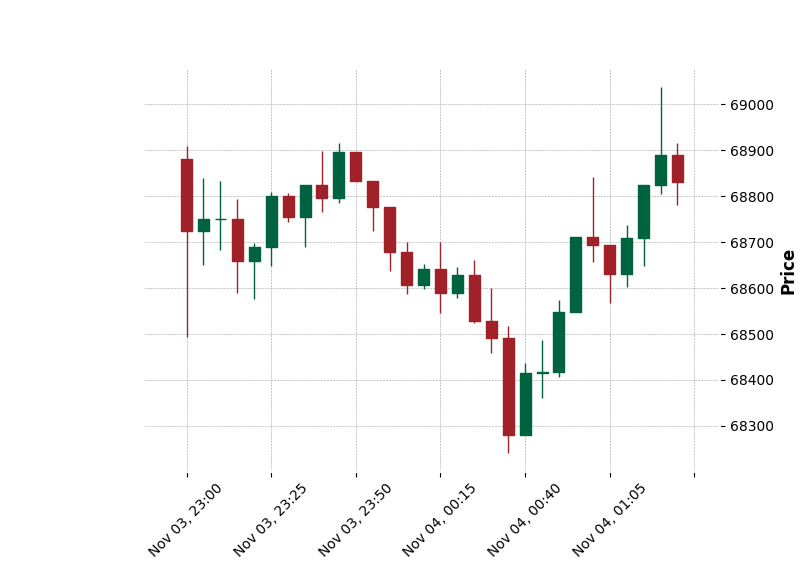 69000
68900
68800
68700
68600
68500
68400
68300
Price
Nov 03, 23:00
Nov 03, 23:25
Nov 03, 23:50
Nov 04, 00:15
Nov 04, 00:40
Nov 04, 01:05